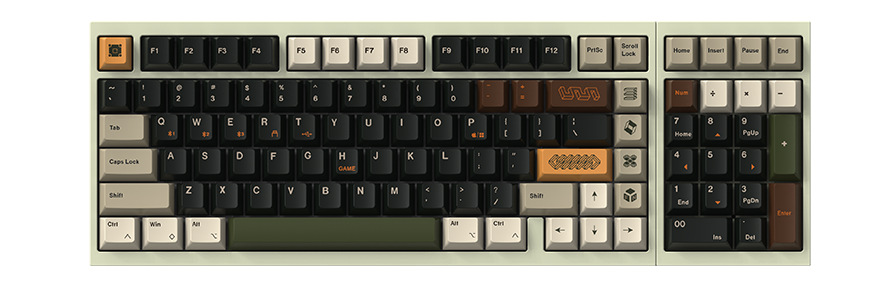 F1 F2 F3 F4 F5 F6 F7 F8 F9 F10 F11 F12 PrtSc Scroll Lock Home Insert Pause End
~ ! @ # $ % ^ & * ( ) Num ÷ × −
1 2 3 4 5 6 7 8 9 0
Tab Q W E R T Y U I O P { } | 7 8 9 +
[ ] \ Home PgUp
Caps Lock A S D F G H J K L : " 4 5 6
GAME ; '
Shift Z X C V B N M < > ? Shift ↑ 1 2 3 Enter
, . / End PgDn
Ctrl Win Alt Alt Ctrl ← ↓ → 00 .
Ins Del